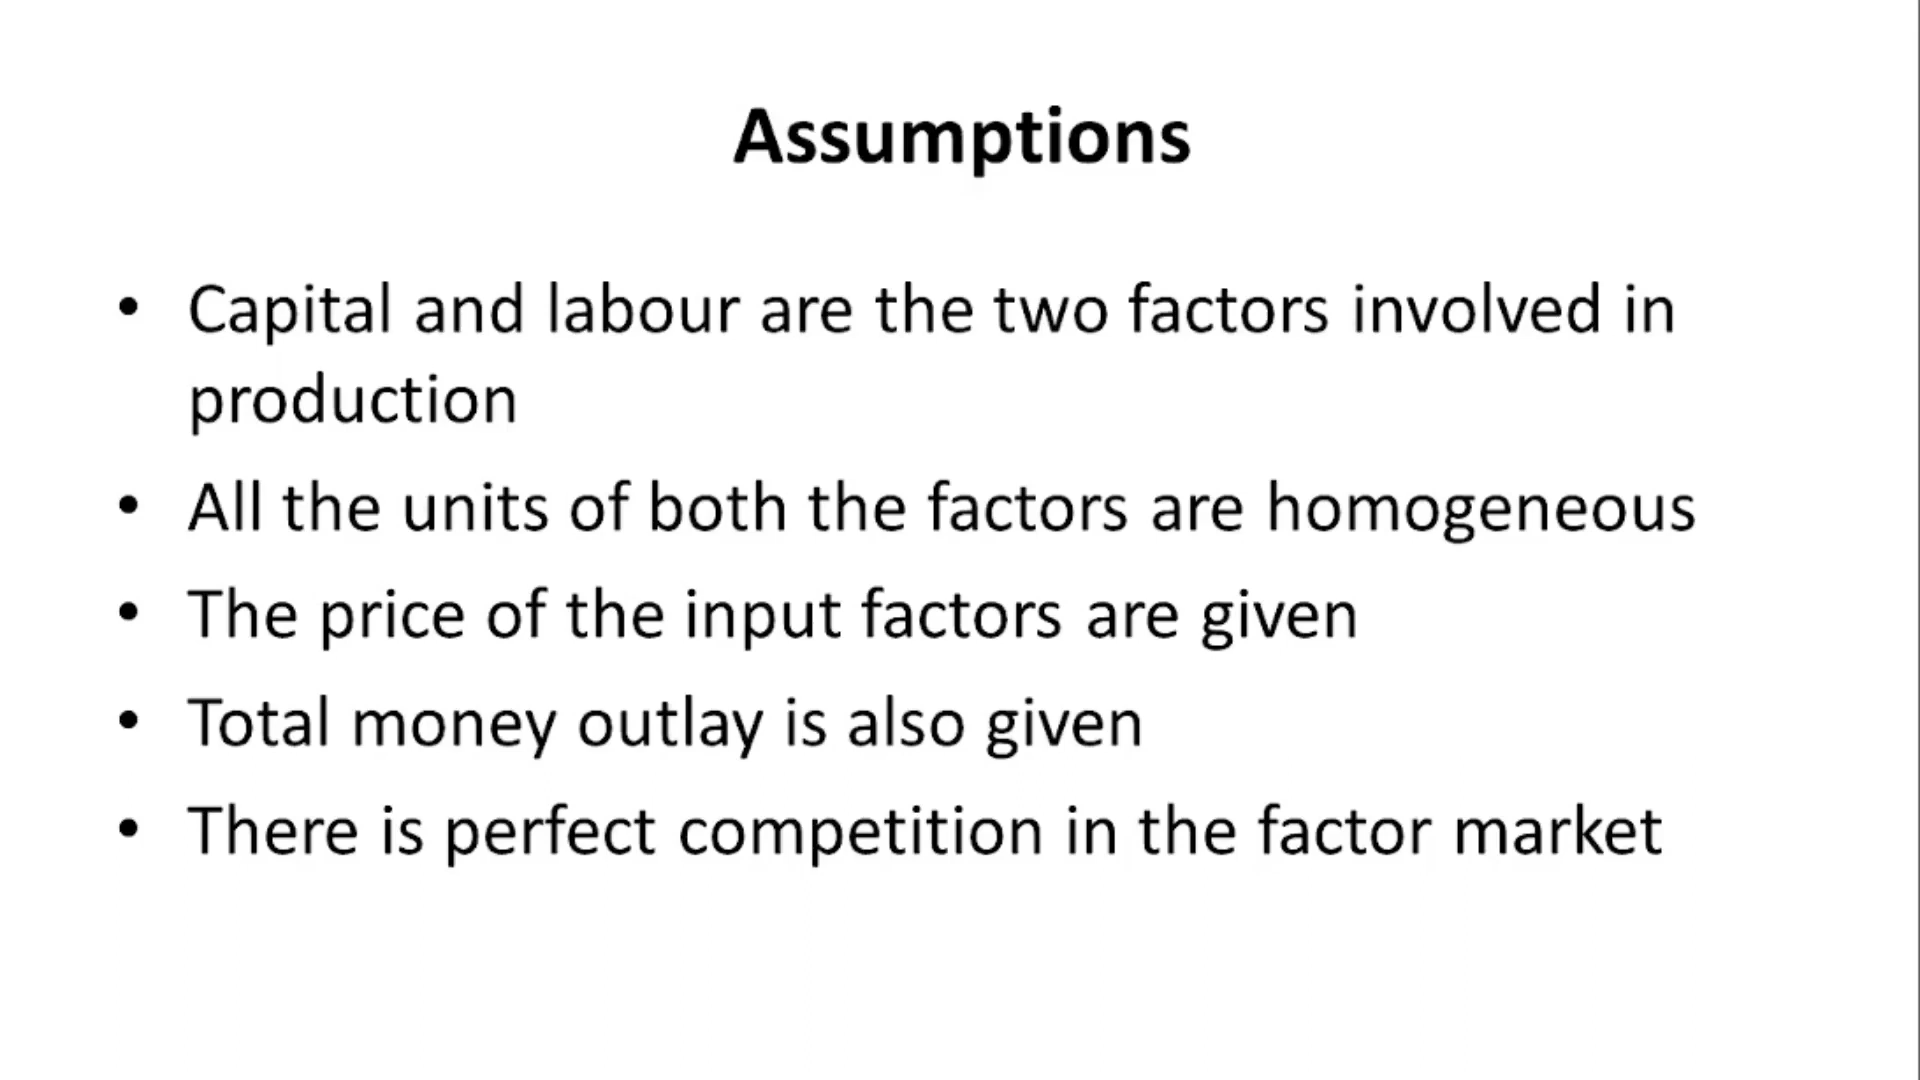 Assumptions
• Capital and labour are the two factors involved in
production
• All the units of both the factors are homogeneous
• The price of the input factors are given
• Total money outlay is also given
• There is perfect competition in the factor market